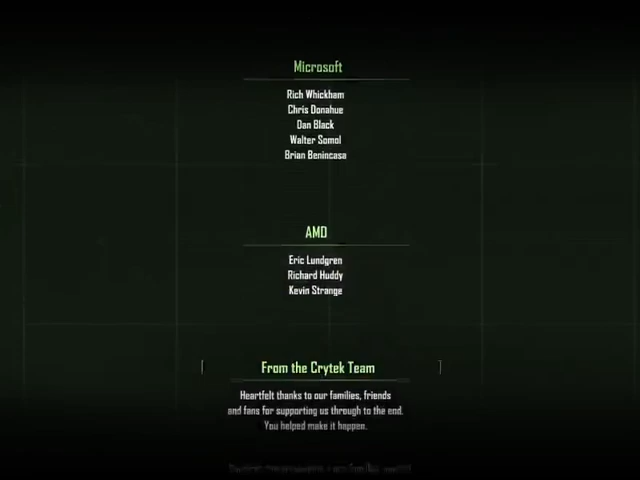 Microsoft
Rich Whickham
Chris Donahue
Dan Black
Walter Somol
Brian Benincasa
AMD
Eric Lundgren
Richard Huddy
Kevin Strange
From the Crytek Team
Heartfelt thanks to our families, friends
and fans for supporting us through to the end.
You helped make it happen.